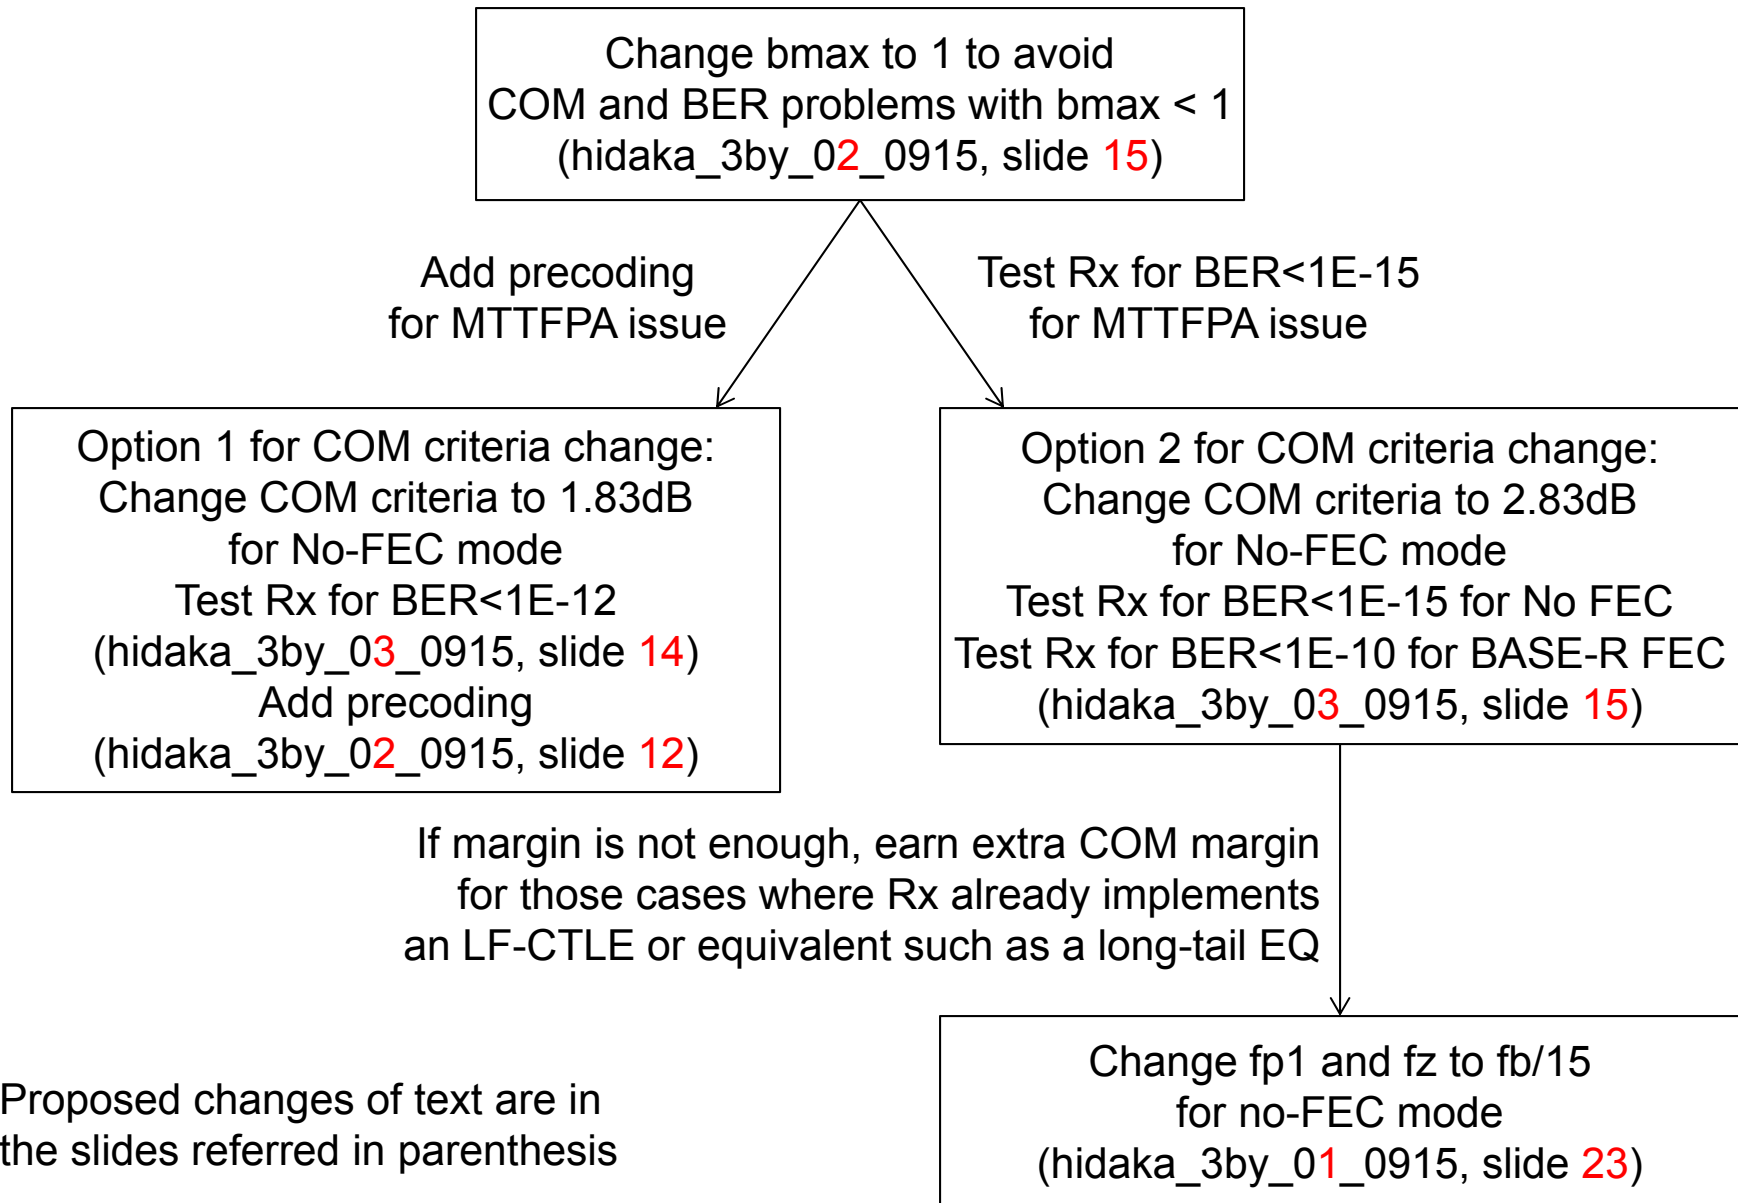 Change bmax to 1 to avoid
COM and BER problems with bmax < 1
(hidaka_3by_02_0915, slide 15)
Add precoding
for MTTFPA issue
Test Rx for BER<1E-15
for MTTFPA issue
Option 1 for COM criteria change:
Change COM criteria to 1.83dB
for No-FEC mode
Test Rx for BER<1E-12
(hidaka_3by_03_0915, slide 14)
Add precoding
(hidaka_3by_02_0915, slide 12)
Option 2 for COM criteria change:
Change COM criteria to 2.83dB
for No-FEC mode
Test Rx for BER<1E-15 for No FEC
Test Rx for BER<1E-10 for BASE-R FEC
(hidaka_3by_03_0915, slide 15)
If margin is not enough, earn extra COM margin
for those cases where Rx already implements
an LF-CTLE or equivalent such as a long-tail EQ
Change fp1 and fz to fb/15
for no-FEC mode
(hidaka_3by_01_0915, slide 23)
Proposed changes of text are in
the slides referred in parenthesis